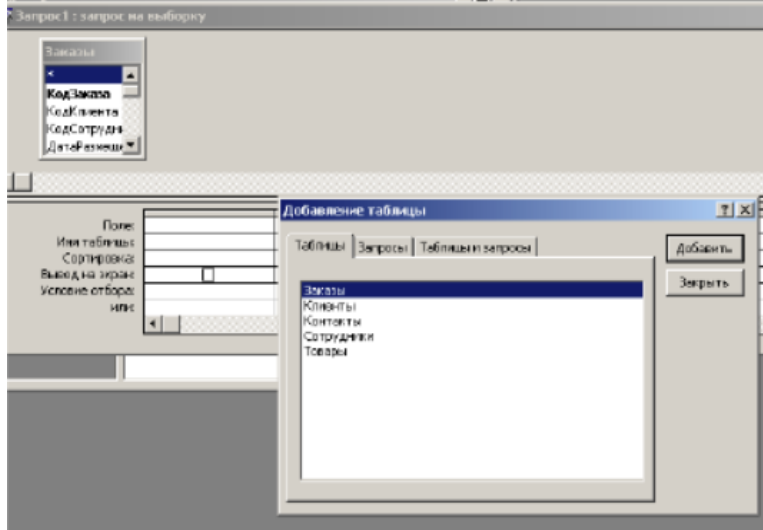 Запрос1 : запрос на выборку
Заказы
*
КодЗаказа
КодКлиента
КодСотрудни
ДатаРазмеще
Поле:
Имя таблицы:
Сортировка:
Вывод на экран:
Условие отбора:
или:
Добавление таблицы
Таблицы Запросы Таблицы и запросы
Добавить
Закрыть
Заказы
Клиенты
Контакты
Сотрудники
Товары